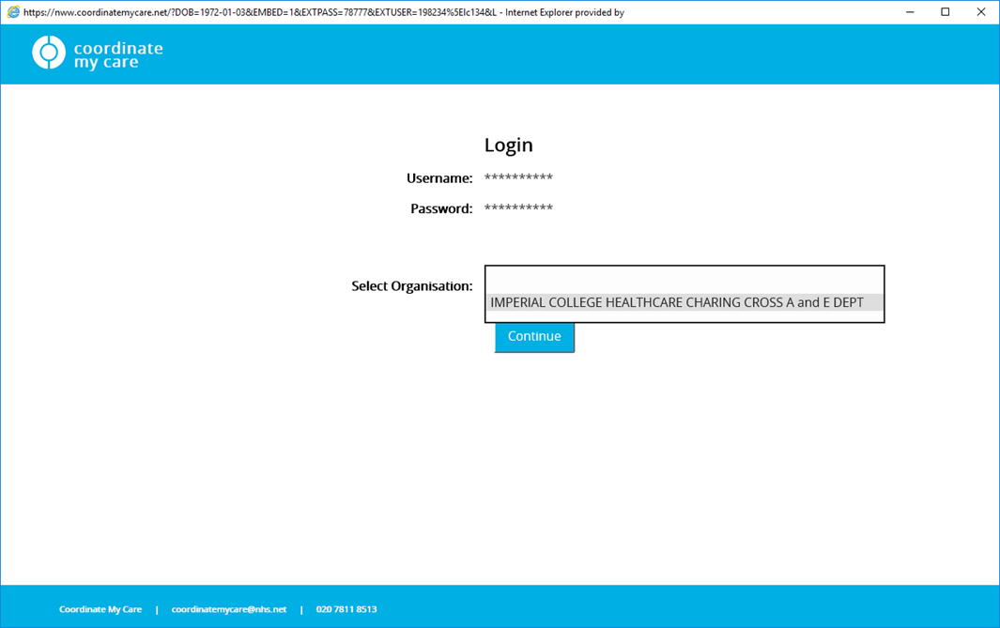 https://nww.coordinatemycare.net/?DOB=1972-01-03&EMBED=1&EXTPASS=78777&EXTUSER=198234%5Elc134&L - Internet Explorer provided by
coordinate
my care
Login
Username: **********
Password: **********
Select Organisation:
IMPERIAL COLLEGE HEALTHCARE CHARING CROSS A and E DEPT
Continue
Coordinate My Care | coordinatemycare@nhs.net | 020 7811 8513